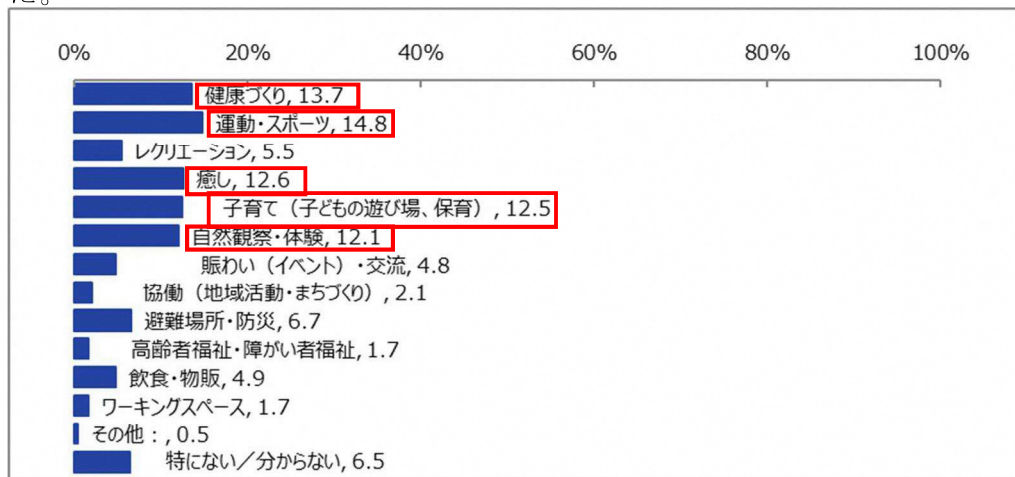 た。
0% 20% 40% 60% 80% 100%
健康づくり, 13.7
運動・スポーツ, 14.8
レクリエーション, 5.5
癒し, 12.6
子育て（子どもの遊び場、保育）, 12.5
自然観察・体験, 12.1
賑わい（イベント）・交流, 4.8
協働（地域活動・まちづくり）, 2.1
避難場所・防災, 6.7
高齢者福祉・障がい者福祉, 1.7
飲食・物販, 4.9
ワーキングスペース, 1.7
その他：, 0.5
特にない／分からない, 6.5